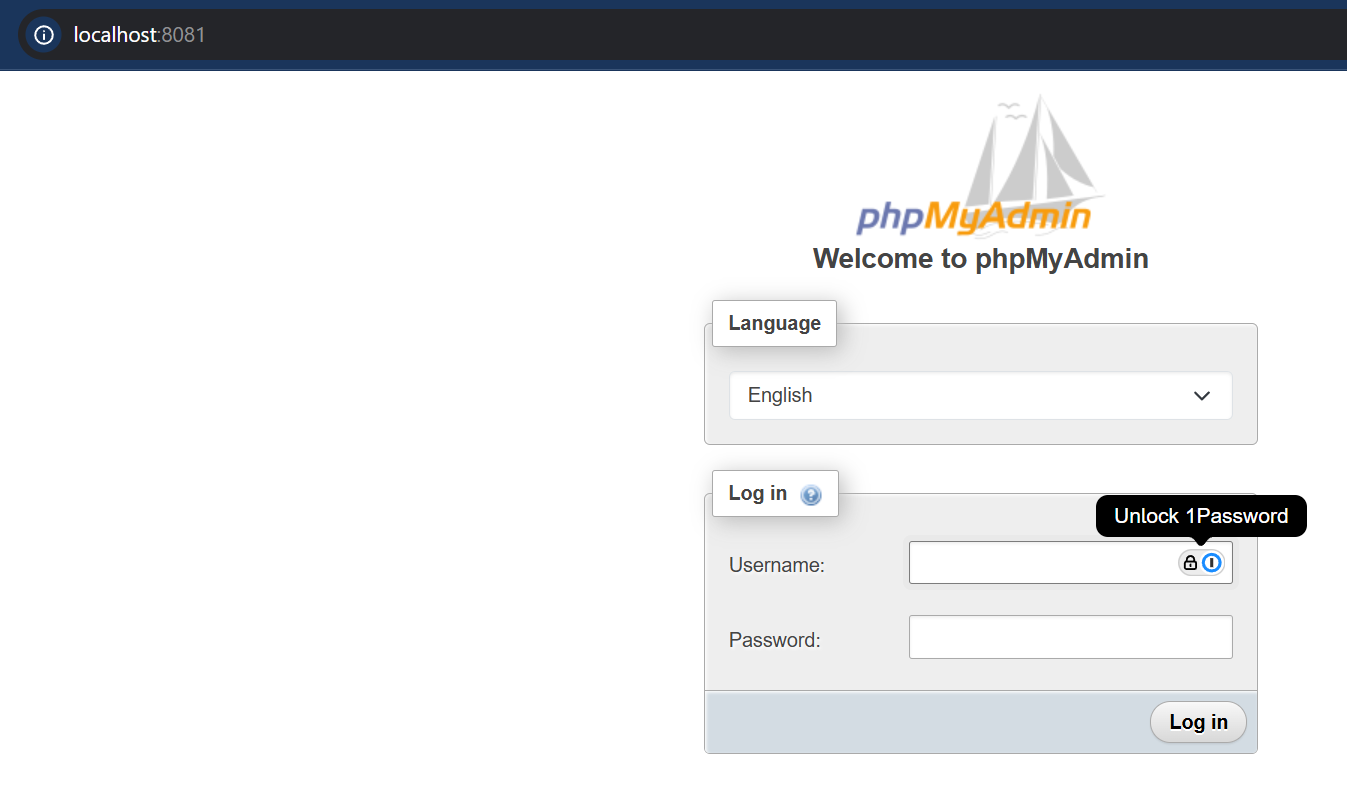 localhost:8081
phpMyAdmin
Welcome to phpMyAdmin
Language
English
Log in
Unlock 1Password
Username:
Password:
Log in